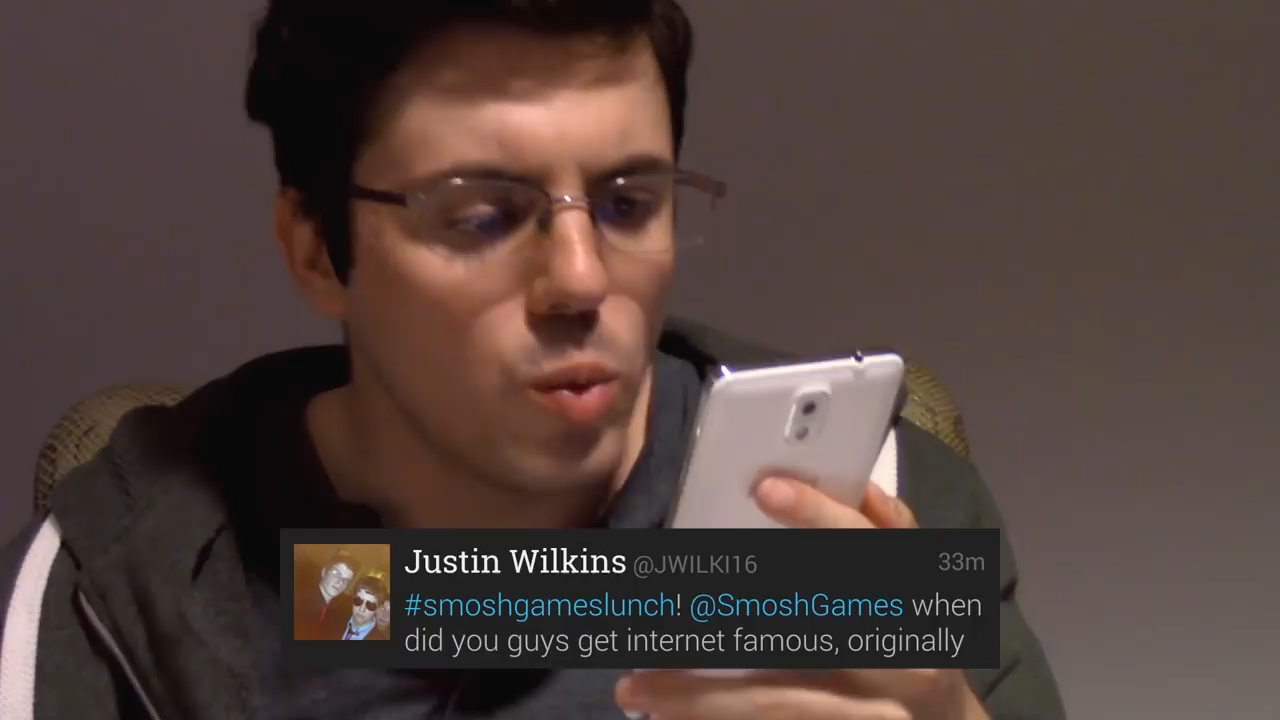 Justin Wilkins @JWILKI16 33m
#smoshgameslunch! @SmoshGames when
did you guys get internet famous, originally